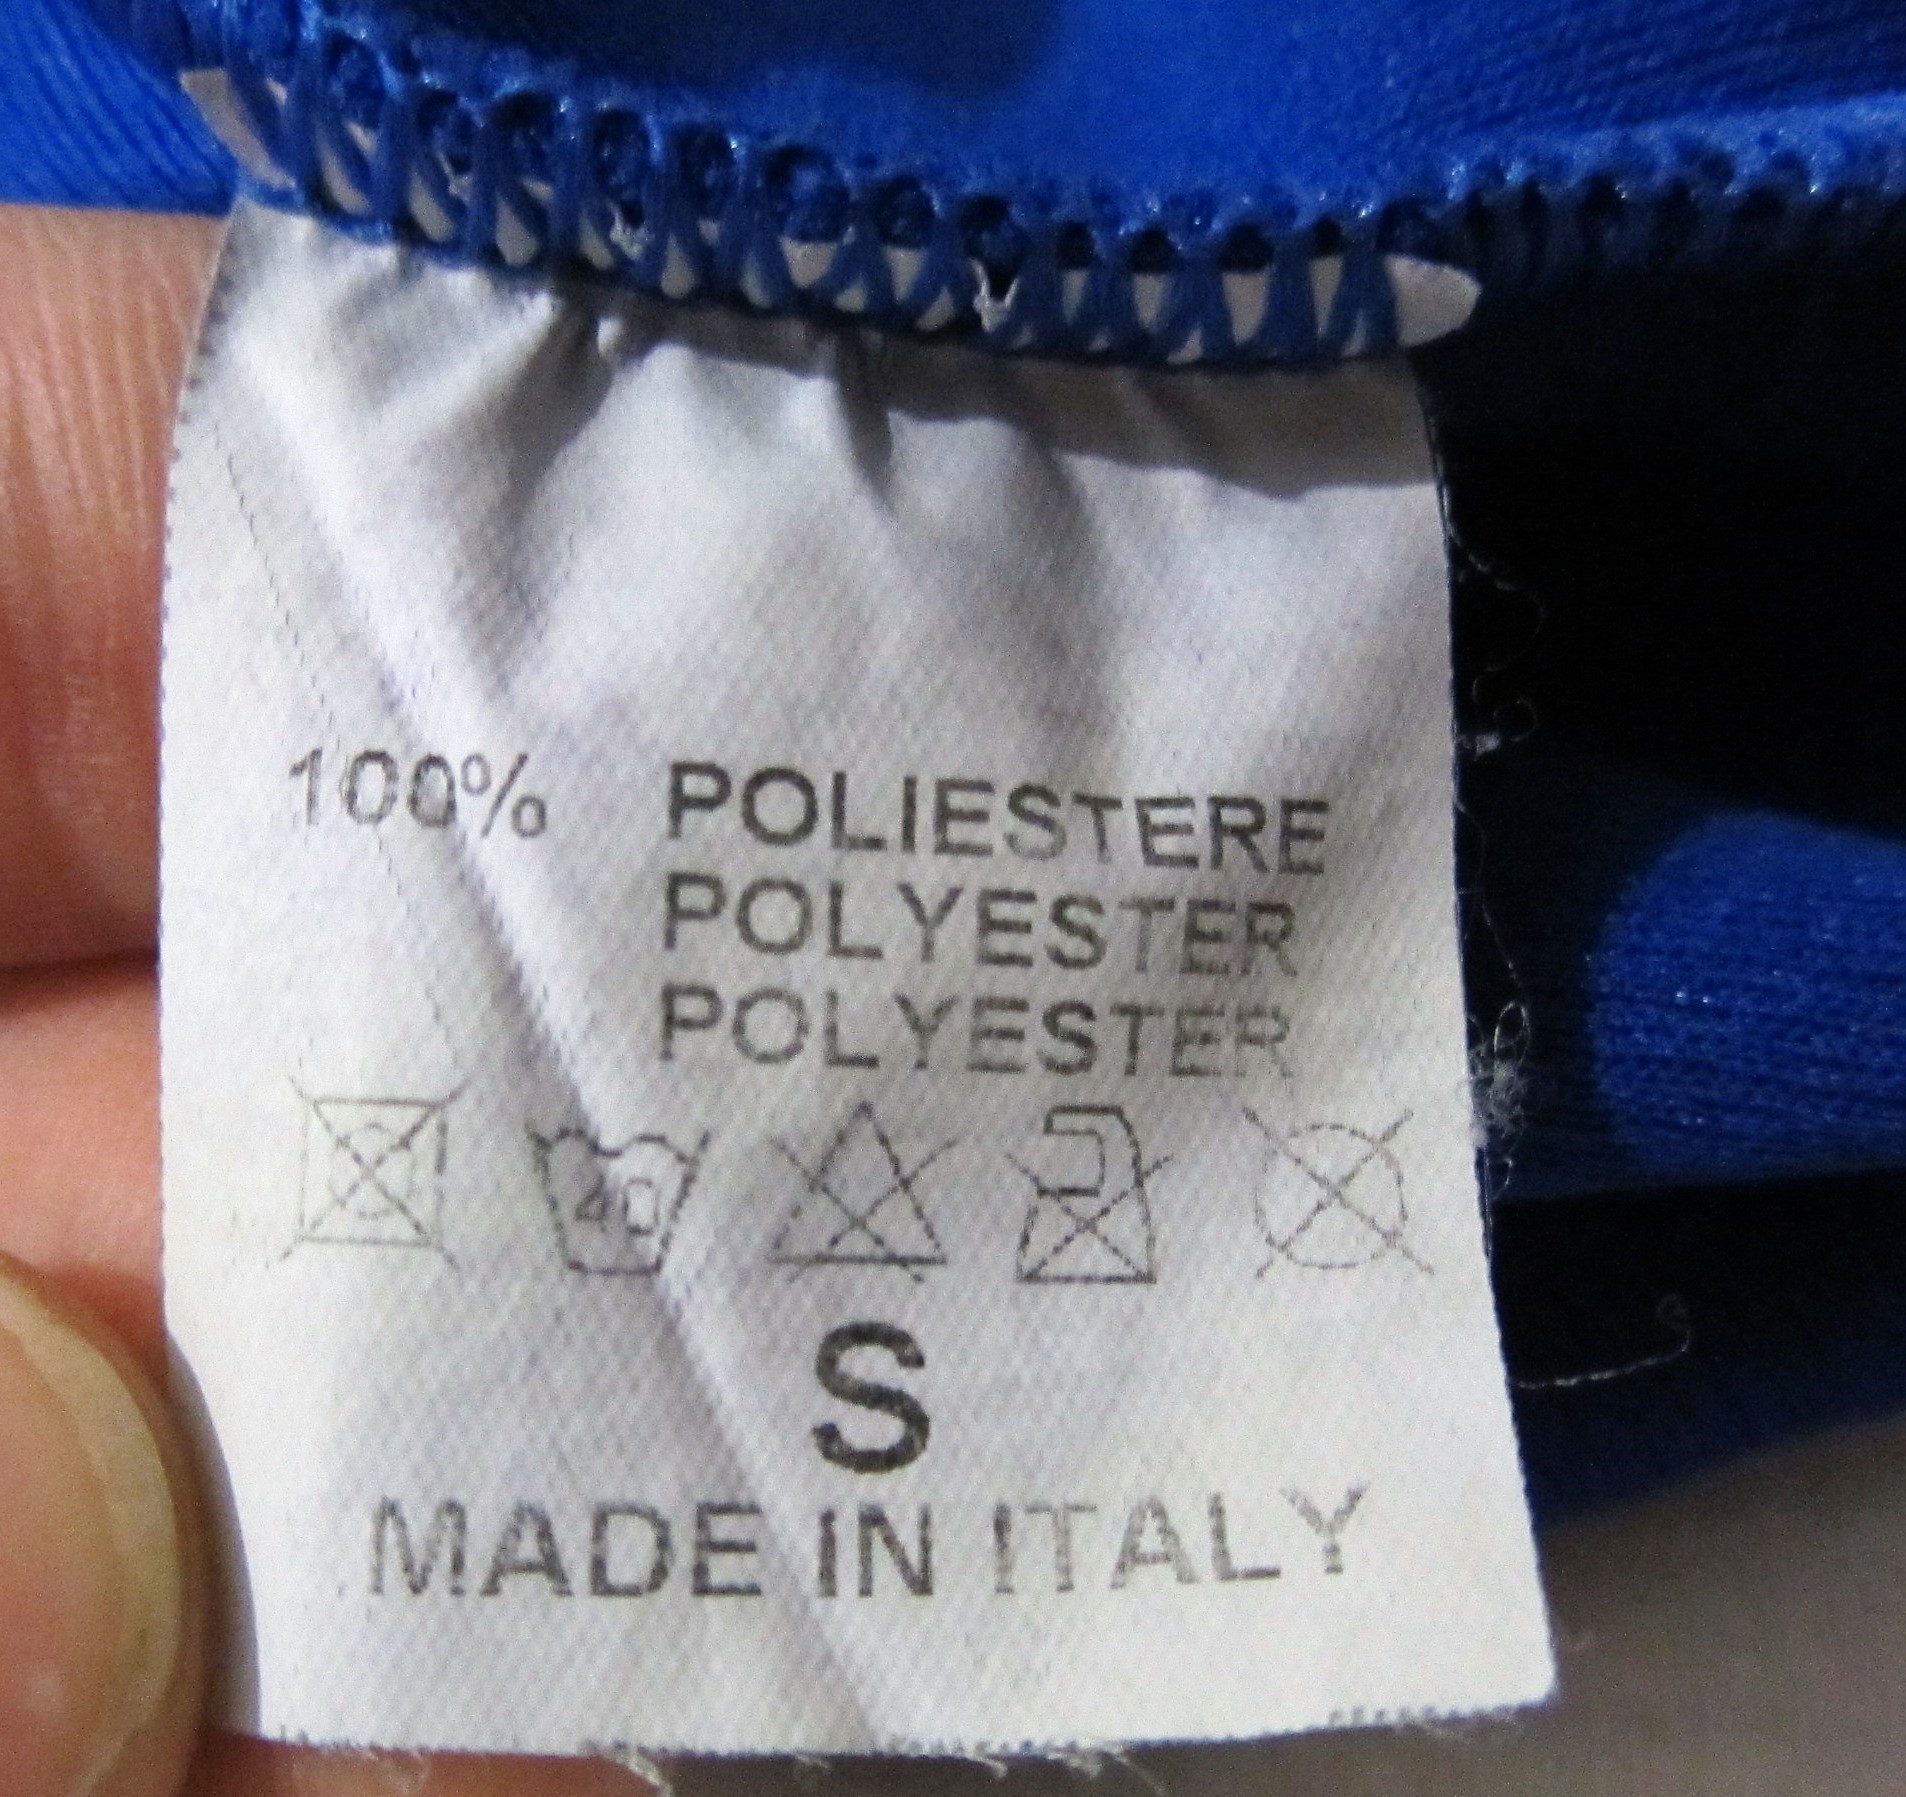 100% POLIESTERE
POLYESTER
POLYESTER
40
S
MADE IN ITALY